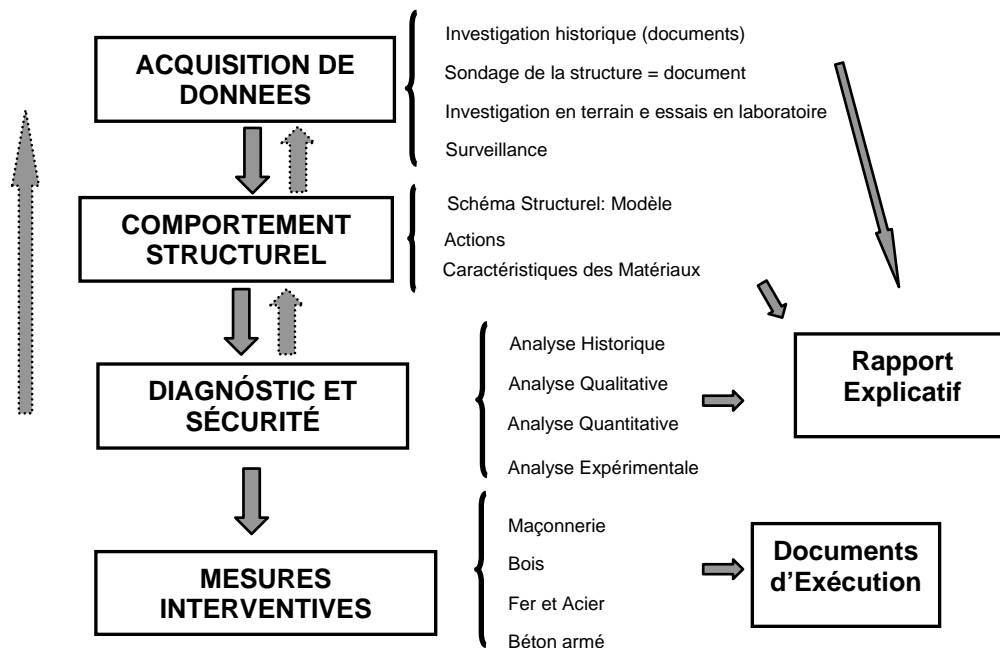 ACQUISITION DE
DONNEES
Investigation historique (documents)
Sondage de la structure = document
Investigation en terrain e essais en laboratoire
Surveillance
COMPORTEMENT
STRUCTUREL
Schéma Structurel: Modèle
Actions
Caractéristiques des Matériaux
DIAGNÓSTIC ET
SÉCURITÉ
Analyse Historique
Analyse Qualitative
Analyse Quantitative
Analyse Expérimentale
Rapport
Explicatif
MESURES
INTERVENTIVES
Maçonnerie
Bois
Fer et Acier
Béton armé
Documents
d’Exécution